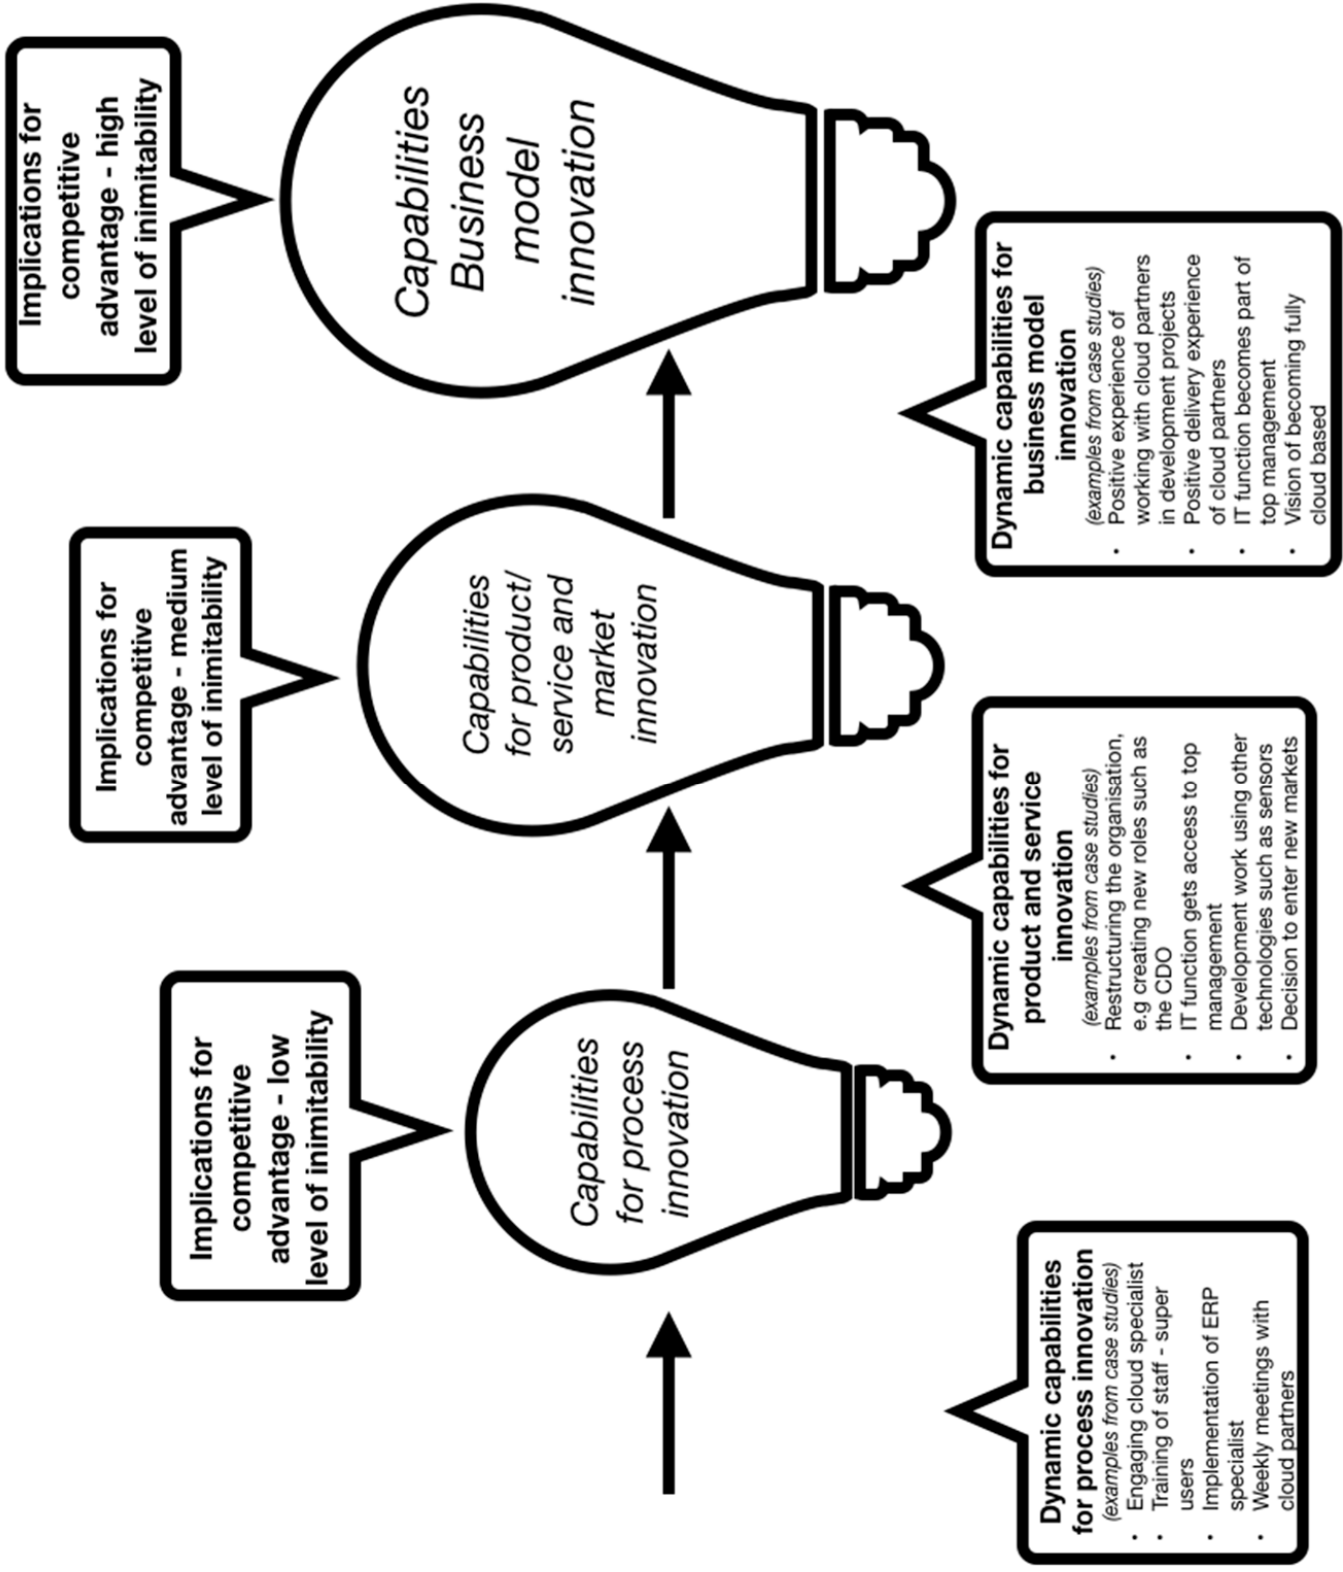 Implications for
competitive
advantage - low
level of inimitability
Implications for
competitive
advantage - medium
level of inimitability
Implications for
competitive
advantage - high
level of inimitability
Capabilities
for process
innovation
Capabilities
for product/
service and
market
innovation
Capabilities
Business
model
innovation
Dynamic capabilities
for process innovation
(examples from case studies)
• Engaging cloud specialist
• Training of staff - super
users
• Implementation of ERP
specialist
• Weekly meetings with
cloud partners
Dynamic capabilities for
product and service
innovation
(examples from case studies)
• Restructuring the organisation,
e.g creating new roles such as
the CDO
• IT function gets access to top
management
• Development work using other
technologies such as sensors
• Decision to enter new markets
Dynamic capabilities for
business model
innovation
(examples from case studies)
• Positive experience of
working with cloud partners
in development projects
• Positive delivery experience
of cloud partners
• IT function becomes part of
top management
• Vision of becoming fully
cloud based